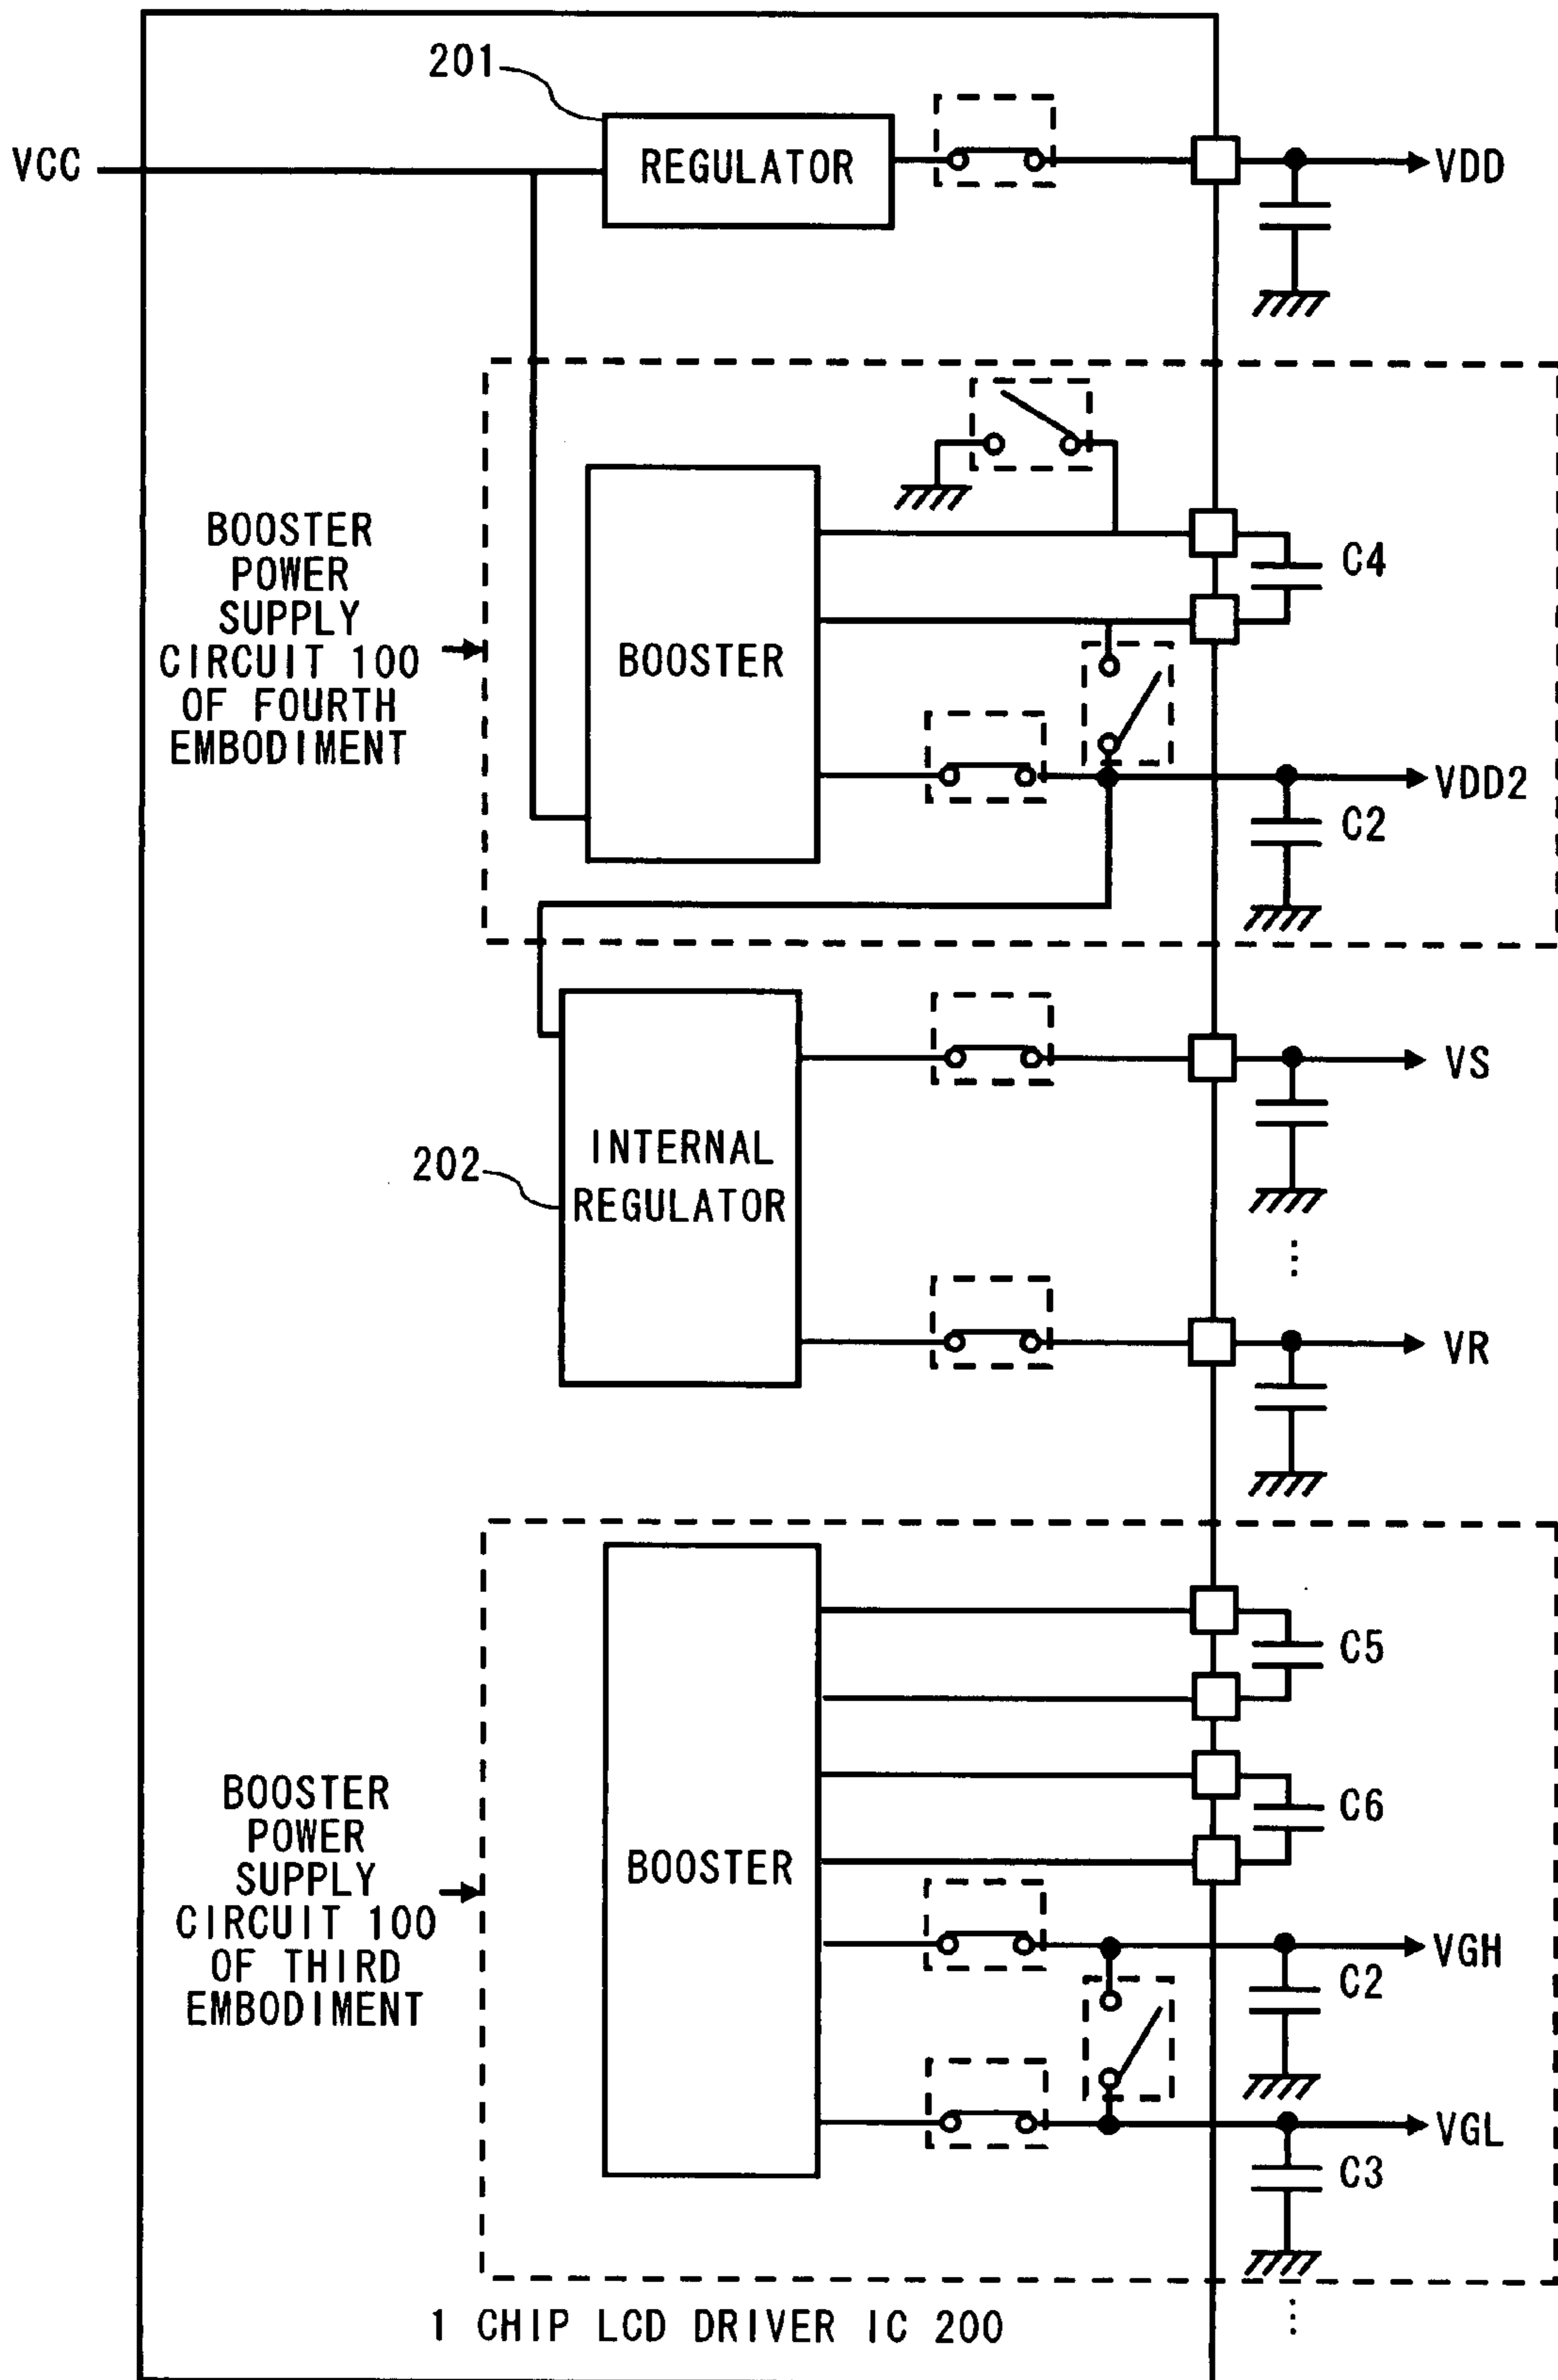 201
VCC
REGULATOR
VDD
BOOSTER
POWER
SUPPLY
CIRCUIT 100
OF FOURTH
EMBODIMENT
BOOSTER
C4
VDD2
C2
VS
202
INTERNAL
REGULATOR
VR
BOOSTER
POWER
SUPPLY
CIRCUIT 100
OF THIRD
EMBODIMENT
BOOSTER
C5
C6
VGH
C2
VGL
C3
1 CHIP LCD DRIVER IC 200